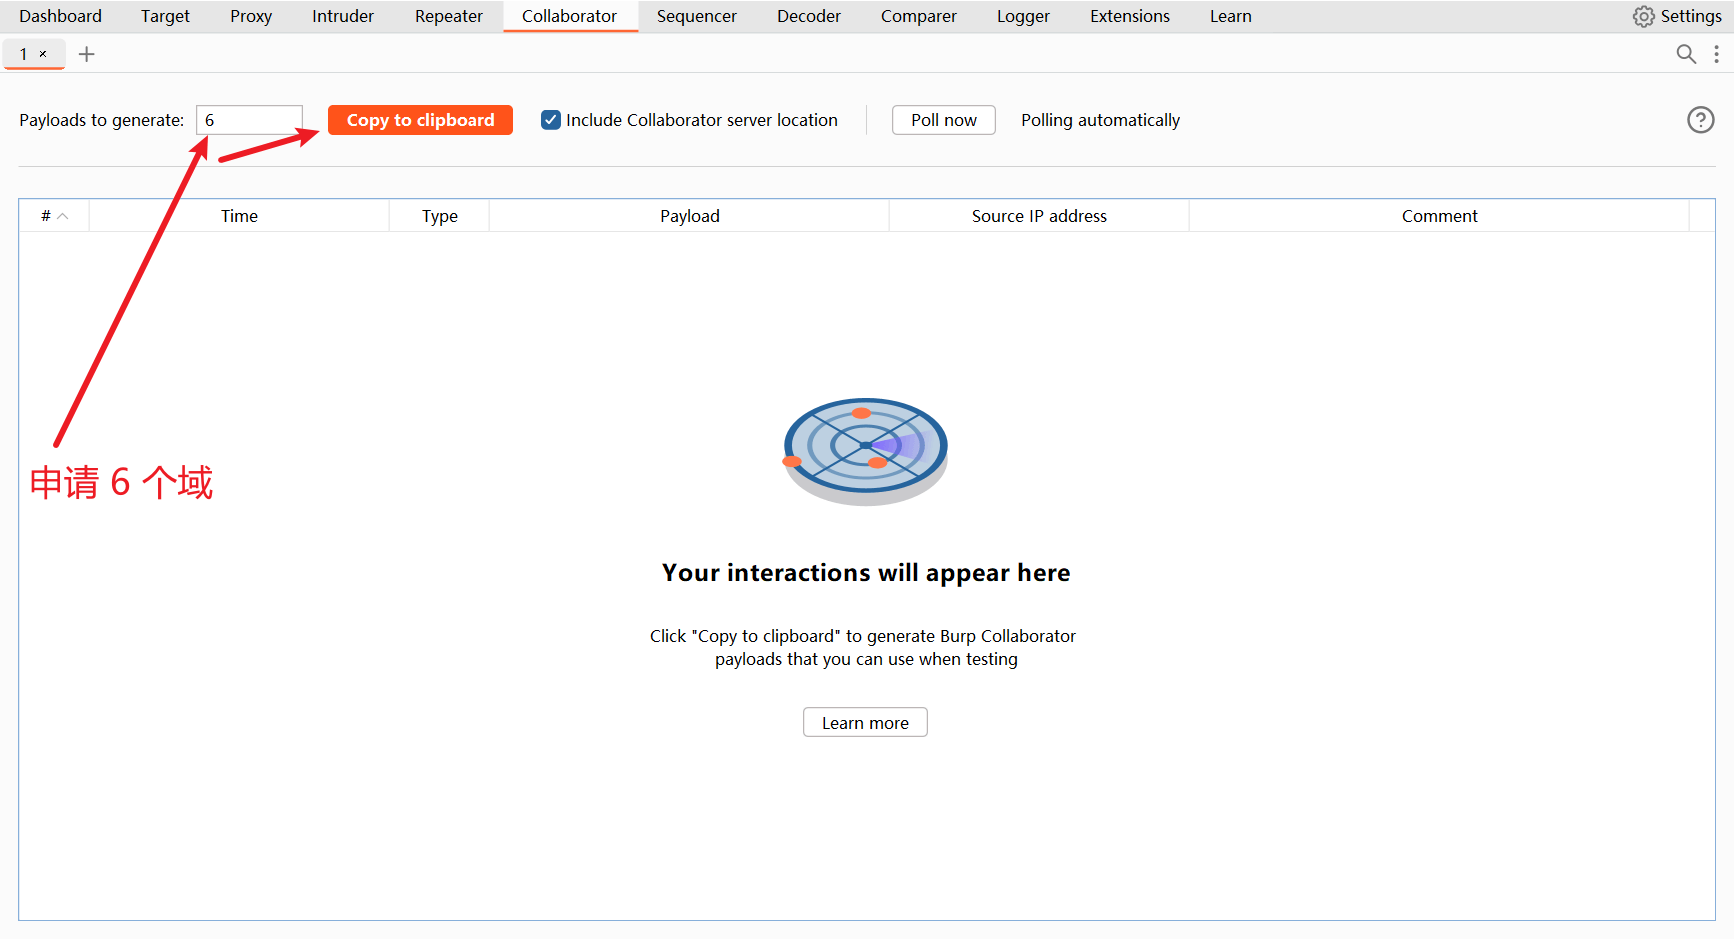 Dashboard Target Proxy Intruder Repeater Collaborator Sequencer Decoder Comparer Logger Extensions Learn Settings
1 × +
Payloads to generate: 6 Copy to clipboard Include Collaborator server location Poll now Polling automatically ?
# Time Type Payload Source IP address Comment
申请 6 个域
Your interactions will appear here
Click "Copy to clipboard" to generate Burp Collaborator
payloads that you can use when testing
Learn more